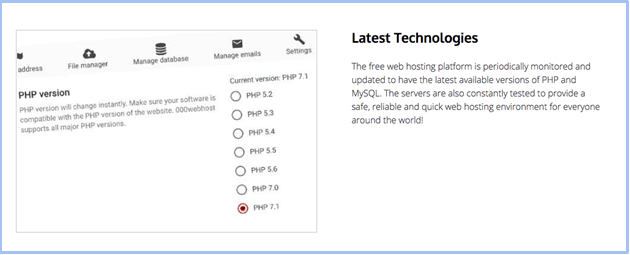 address
File manager
Manage database
Manage emails
Settings
PHP version
PHP version will change instantly. Make sure your software is
compatible with the PHP version of the website. 000webhost
supports all major PHP versions.
Current version: PHP 7.1
PHP 5.2
PHP 5.3
PHP 5.4
PHP 5.5
PHP 5.6
PHP 7.0
PHP 7.1
Latest Technologies
The free web hosting platform is periodically monitored and
updated to have the latest available versions of PHP and
MySQL. The servers are also constantly tested to provide a
safe, reliable and quick web hosting environment for everyone
around the world!